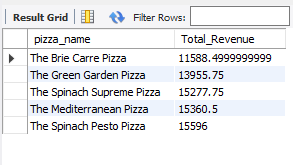 Result Grid Filter Rows:
pizza_name Total_Revenue
The Brie Carre Pizza 11588.4999999999
The Green Garden Pizza 13955.75
The Spinach Supreme Pizza 15277.75
The Mediterranean Pizza 15360.5
The Spinach Pesto Pizza 15596